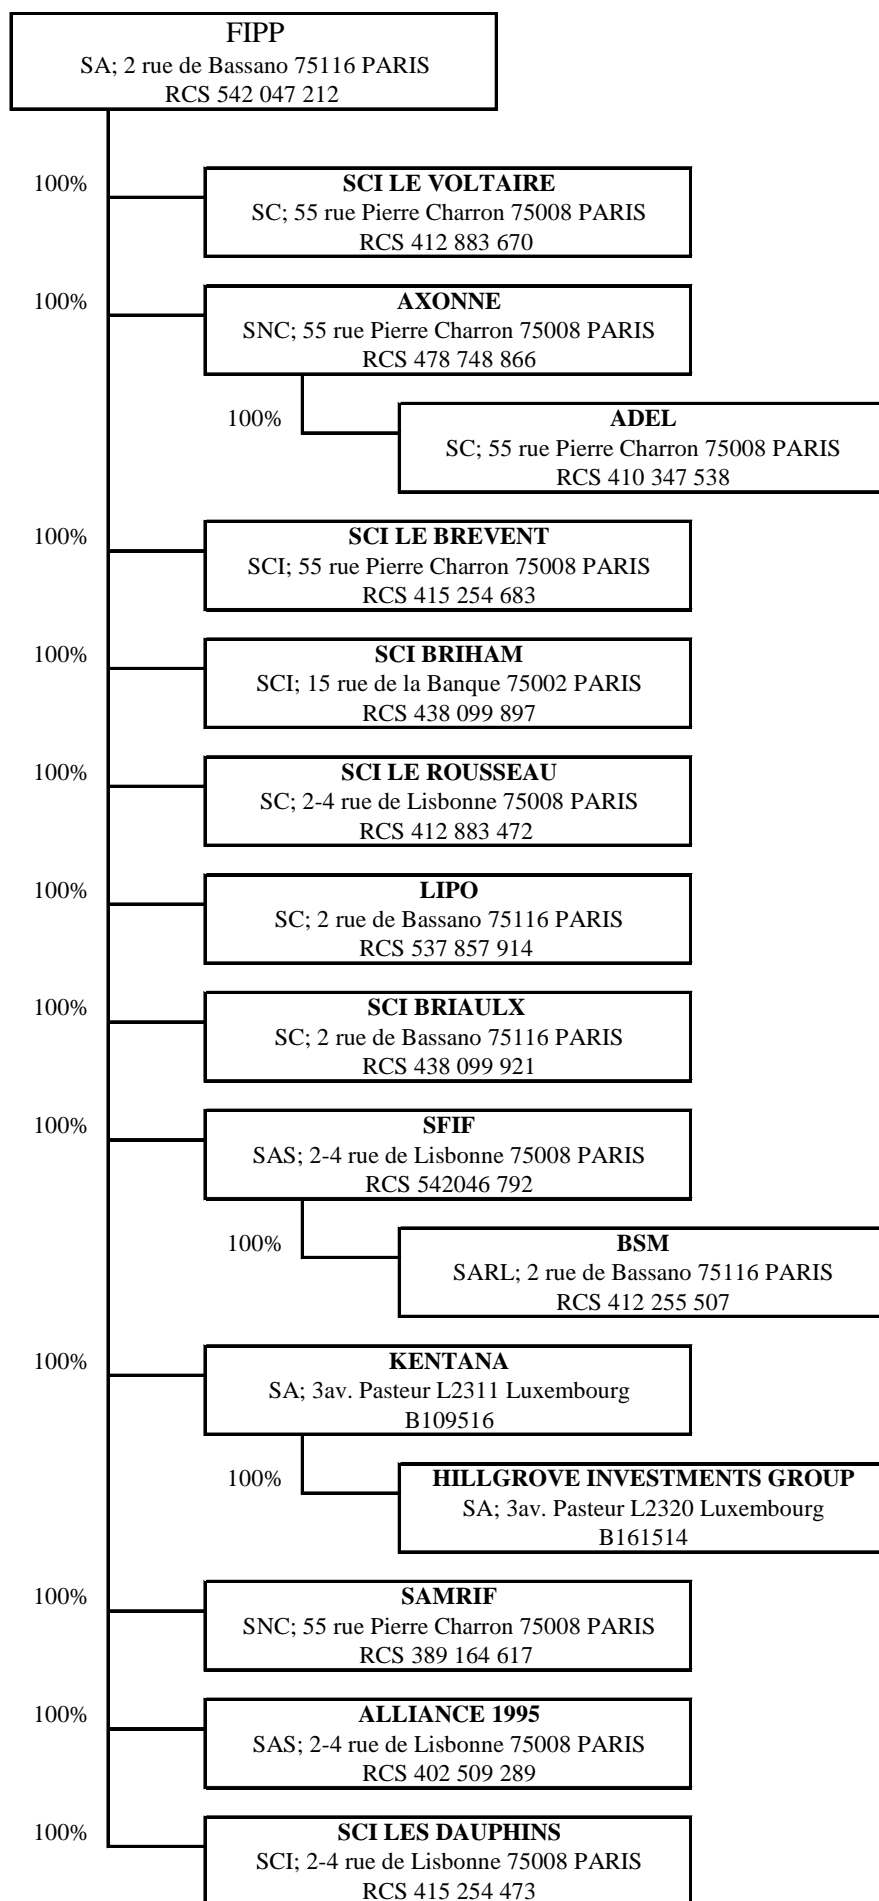 FIPP
SA; 2 rue de Bassano 75116 PARIS
RCS 542 047 212
100%
SCI LE VOLTAIRE
SC; 55 rue Pierre Charron 75008 PARIS
RCS 412 883 670
100%
AXONNE
SNC; 55 rue Pierre Charron 75008 PARIS
RCS 478 748 866
100%
ADEL
SC; 55 rue Pierre Charron 75008 PARIS
RCS 410 347 538
100%
SCI LE BREVENT
SCI; 55 rue Pierre Charron 75008 PARIS
RCS 415 254 683
100%
SCI BRIHAM
SCI; 15 rue de la Banque 75002 PARIS
RCS 438 099 897
100%
SCI LE ROUSSEAU
SC; 2-4 rue de Lisbonne 75008 PARIS
RCS 412 883 472
100%
LIPO
SC; 2 rue de Bassano 75116 PARIS
RCS 537 857 914
100%
SCI BRIAULX
SC; 2 rue de Bassano 75116 PARIS
RCS 438 099 921
100%
SFIF
SAS; 2-4 rue de Lisbonne 75008 PARIS
RCS 542046 792
100%
BSM
SARL; 2 rue de Bassano 75116 PARIS
RCS 412 255 507
100%
KENTANA
SA; 3av. Pasteur L2311 Luxembourg
B109516
100%
HILLGROVE INVESTMENTS GROUP
SA; 3av. Pasteur L2320 Luxembourg
B161514
100%
SAMRIF
SNC; 55 rue Pierre Charron 75008 PARIS
RCS 389 164 617
100%
ALLIANCE 1995
SAS; 2-4 rue de Lisbonne 75008 PARIS
RCS 402 509 289
100%
SCI LES DAUPHINS
SCI; 2-4 rue de Lisbonne 75008 PARIS
RCS 415 254 473